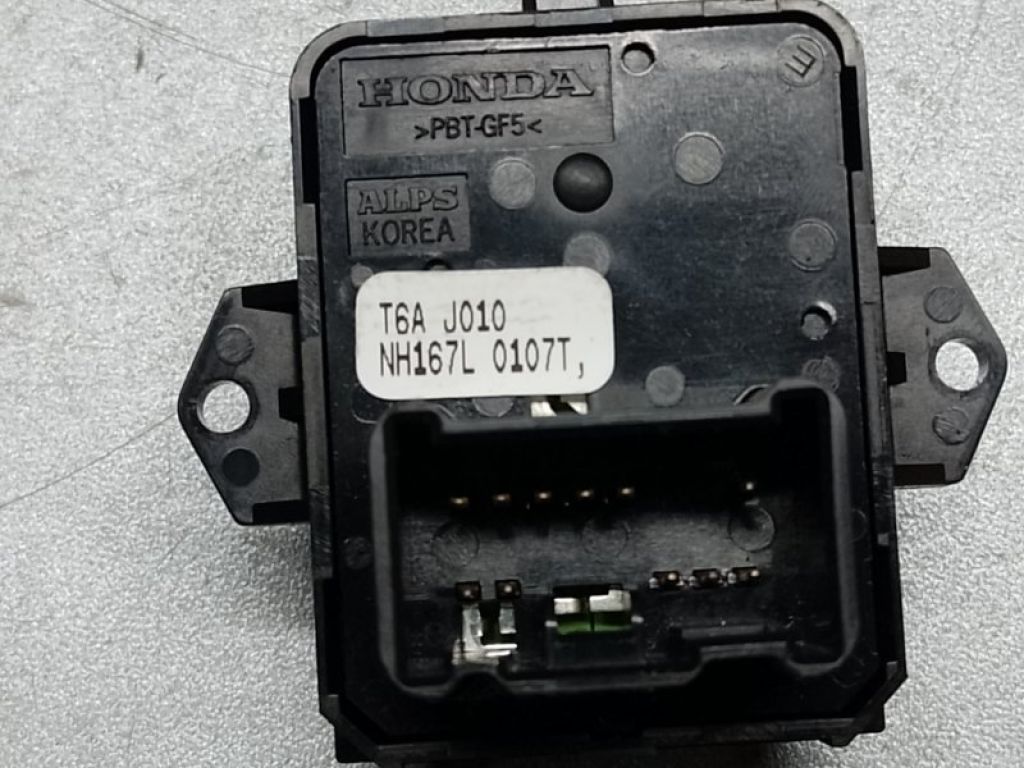 HONDA
>PBT-GF5<
E
ALPS
KOREA
T6A J010
NH167L 0107T,